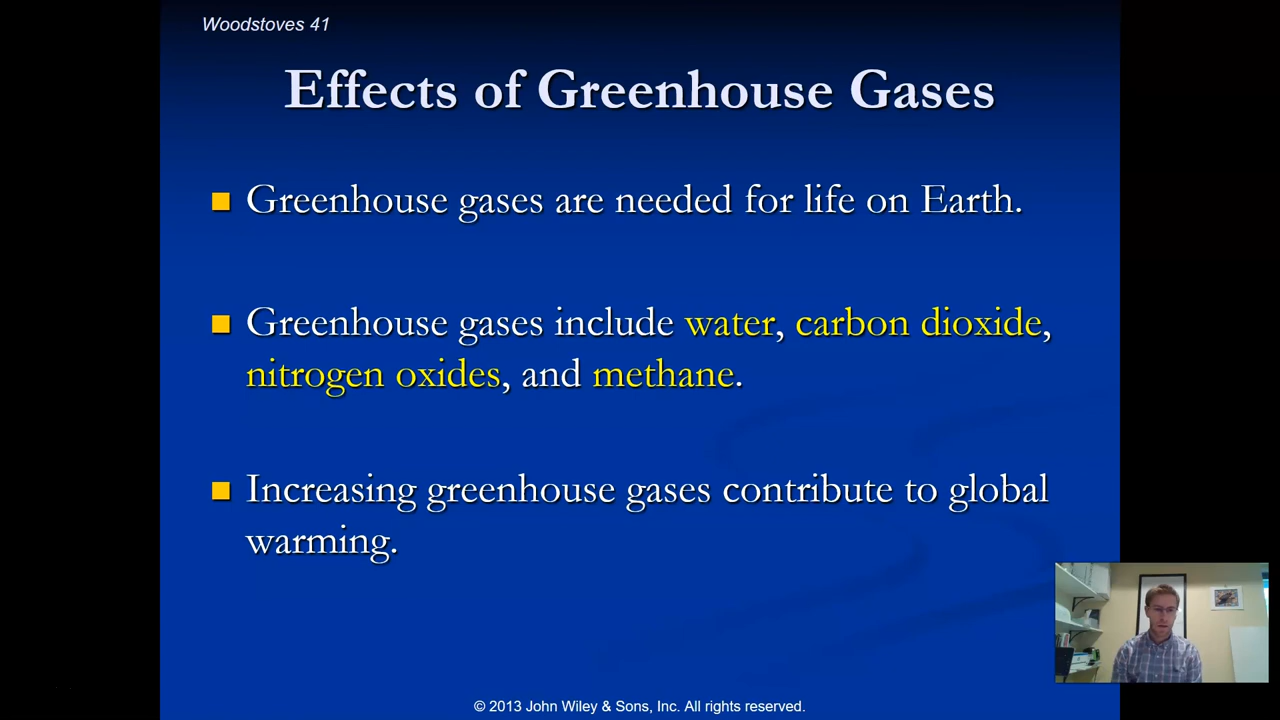 Woodstoves 41
Effects of Greenhouse Gases
Greenhouse gases are needed for life on Earth.
Greenhouse gases include water, carbon dioxide,
nitrogen oxides, and methane.
Increasing greenhouse gases contribute to global
warming.
© 2013 John Wiley & Sons, Inc. All rights reserved.